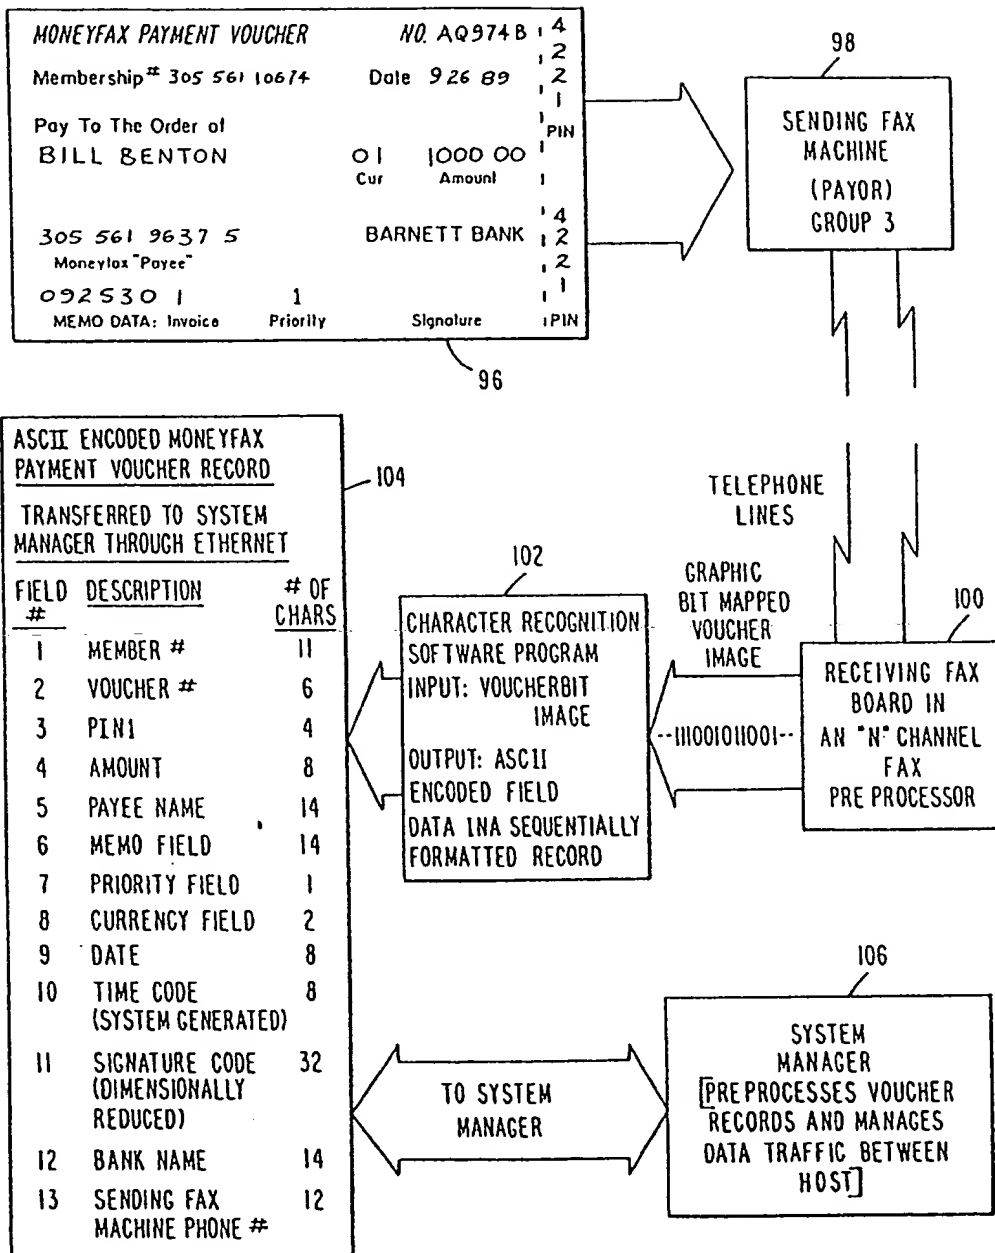 MONEYFAX PAYMENT VOUCHER NO. AQ974B
4
2
2
1
PIN
Membership# 305 561 10674 Date 9 26 89
Pay To The Order of
BILL BENTON 01 1000 00
Cur Amount
305 561 9637 5 BARNETT BANK
Moneyfax "Payee"
4
2
2
1
PIN
092530 1 1
MEMO DATA: Invoice Priority Signature
96
98
SENDING FAX
MACHINE
(PAYOR)
GROUP 3
TELEPHONE
LINES
100
RECEIVING FAX
BOARD IN
AN "N" CHANNEL
FAX
PRE PROCESSOR
GRAPHIC
BIT MAPPED
VOUCHER
IMAGE
--111001011001--
102
CHARACTER RECOGNITION
SOFTWARE PROGRAM
INPUT: VOUCHERBIT
IMAGE
OUTPUT: ASCII
ENCODED FIELD
DATA INA SEQUENTIALLY
FORMATTED RECORD
104
ASCII ENCODED MONEYFAX
PAYMENT VOUCHER RECORD
TRANSFERRED TO SYSTEM
MANAGER THROUGH ETHERNET
FIELD DESCRIPTION # OF
# CHARS
1 MEMBER # 11
2 VOUCHER # 6
3 PIN1 4
4 AMOUNT 8
5 PAYEE NAME 14
6 MEMO FIELD 14
7 PRIORITY FIELD 1
8 CURRENCY FIELD 2
9 DATE 8
10 TIME CODE 8
(SYSTEM GENERATED)
11 SIGNATURE CODE 32
(DIMENSIONALLY
REDUCED)
12 BANK NAME 14
13 SENDING FAX 12
MACHINE PHONE #
TO SYSTEM
MANAGER
106
SYSTEM
MANAGER
[PREPROCESSES VOUCHER
RECORDS AND MANAGES
DATA TRAFFIC BETWEEN
HOST]